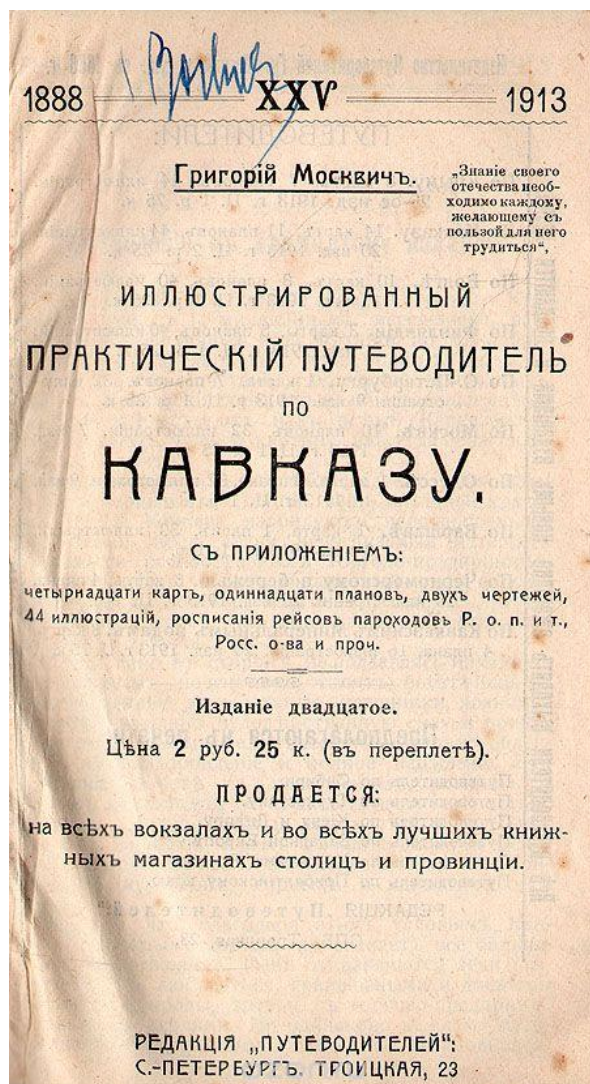 1888 XXV 1913
Григорій Москвичъ.
„Знаніе своего
отечества необ-
ходимо каждому,
желающему съ
пользой для него
трудиться“,
ИЛЛЮСТРИРОВАННЫЙ
ПРАКТИЧЕСКІЙ ПУТЕВОДИТЕЛЬ
ПО
КАВКАЗУ.
СЪ ПРИЛОЖЕНІЕМЪ:
четырнадцати картъ, одиннадцати плановъ, двухъ чертежей,
44 иллюстрацій, росписанія рейсовъ пароходовъ Р. о. п. и т.,
Росс. о-ва и проч.
Изданіе двадцатое.
Цѣна 2 руб. 25 к. (въ переплетѣ).
ПРОДАЕТСЯ:
на всѣхъ вокзалахъ и во всѣхъ лучшихъ книж-
ныхъ магазинахъ столицъ и провинціи.
РЕДАКЦІЯ „ПУТЕВОДИТЕЛЕЙ“:
С.-ПЕТЕРБУРГЪ, ТРОИЦКАЯ, 23